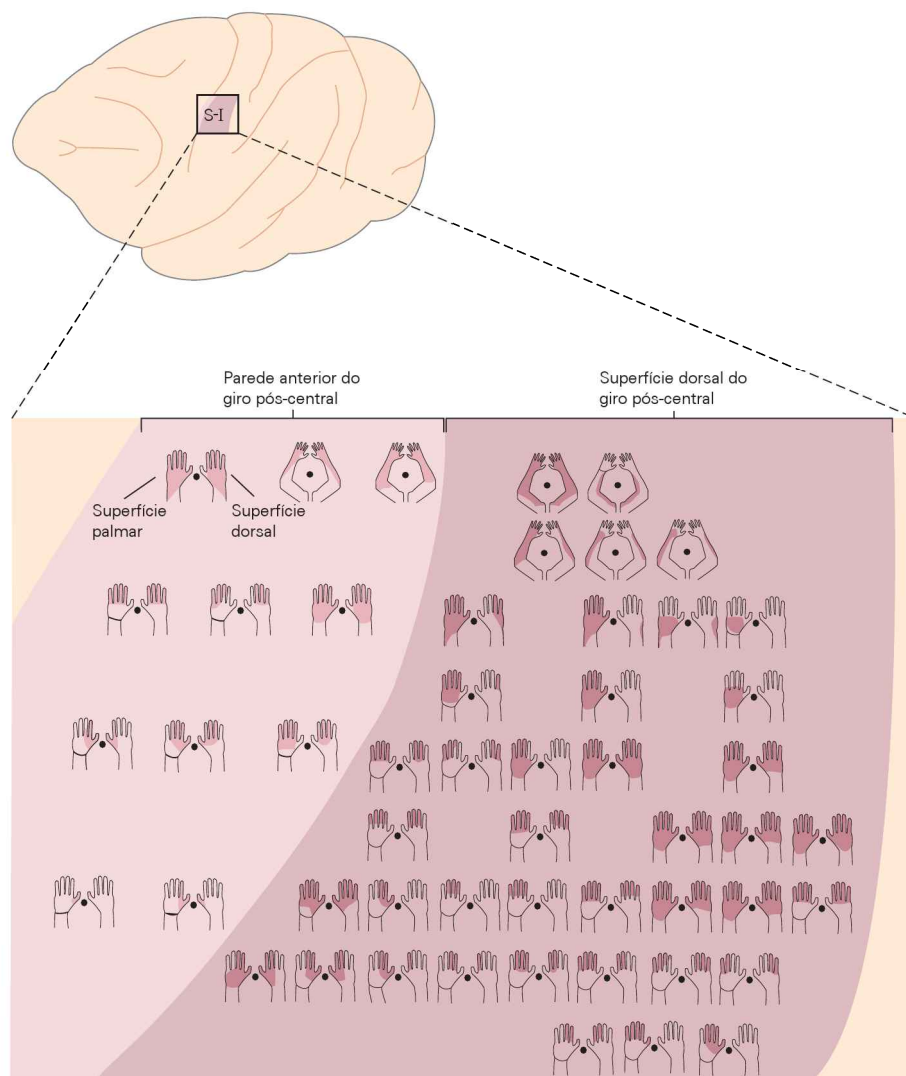 S-I
Parede anterior do
giro pós-central
Superfície dorsal do
giro pós-central
Superfície
palmar
Superfície
dorsal